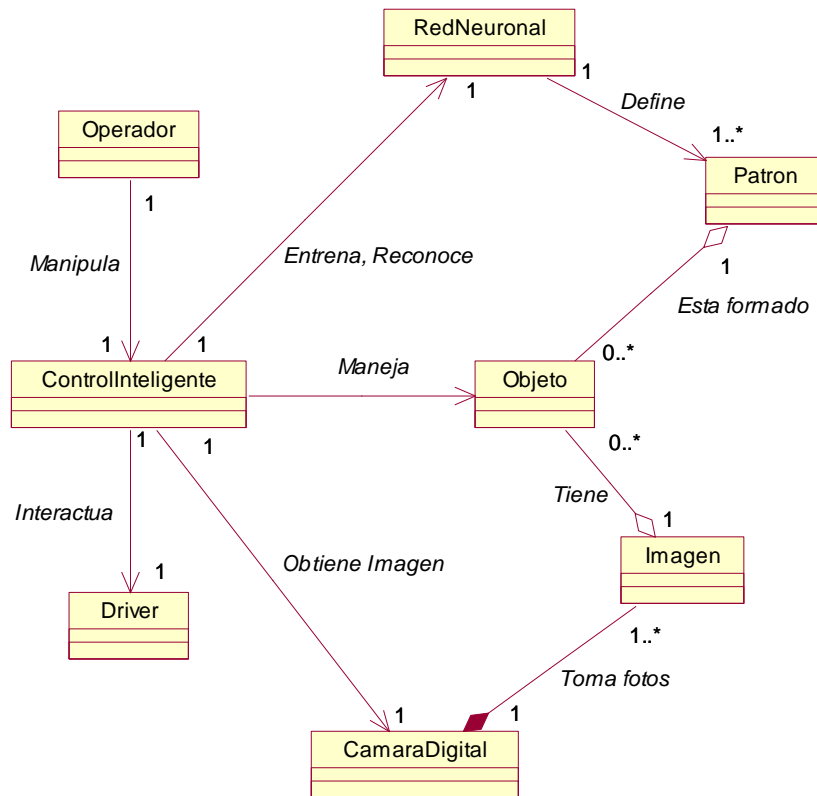 RedNeuronal
1
1
Define
1..*
Operador
1
Patron
1
Manipula
Entrena, Reconoce
Esta formado
1
1
0..*
ControlInteligente
Maneja
Objeto
1
1
0..*
Interactua
Tiene
1
Obtiene Imagen
Imagen
1
Driver
1..*
Toma fotos
1
1
CamaraDigital